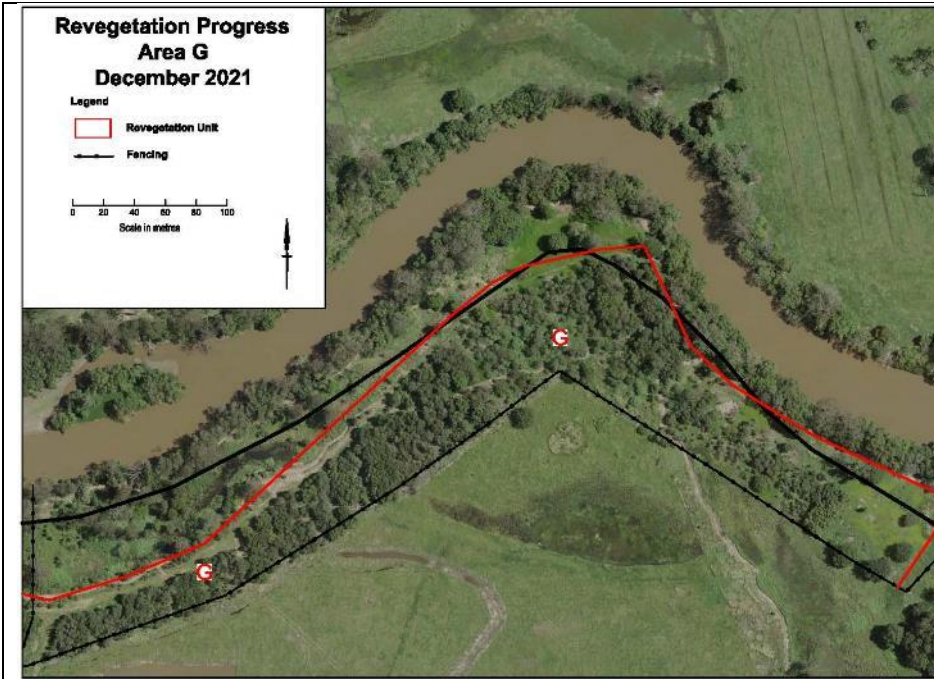 Revegetation Progress
Area G
December 2021
Legend
Revegetation Unit
Fencing
0 20 40 60 80 100
Scale in metres
G
G